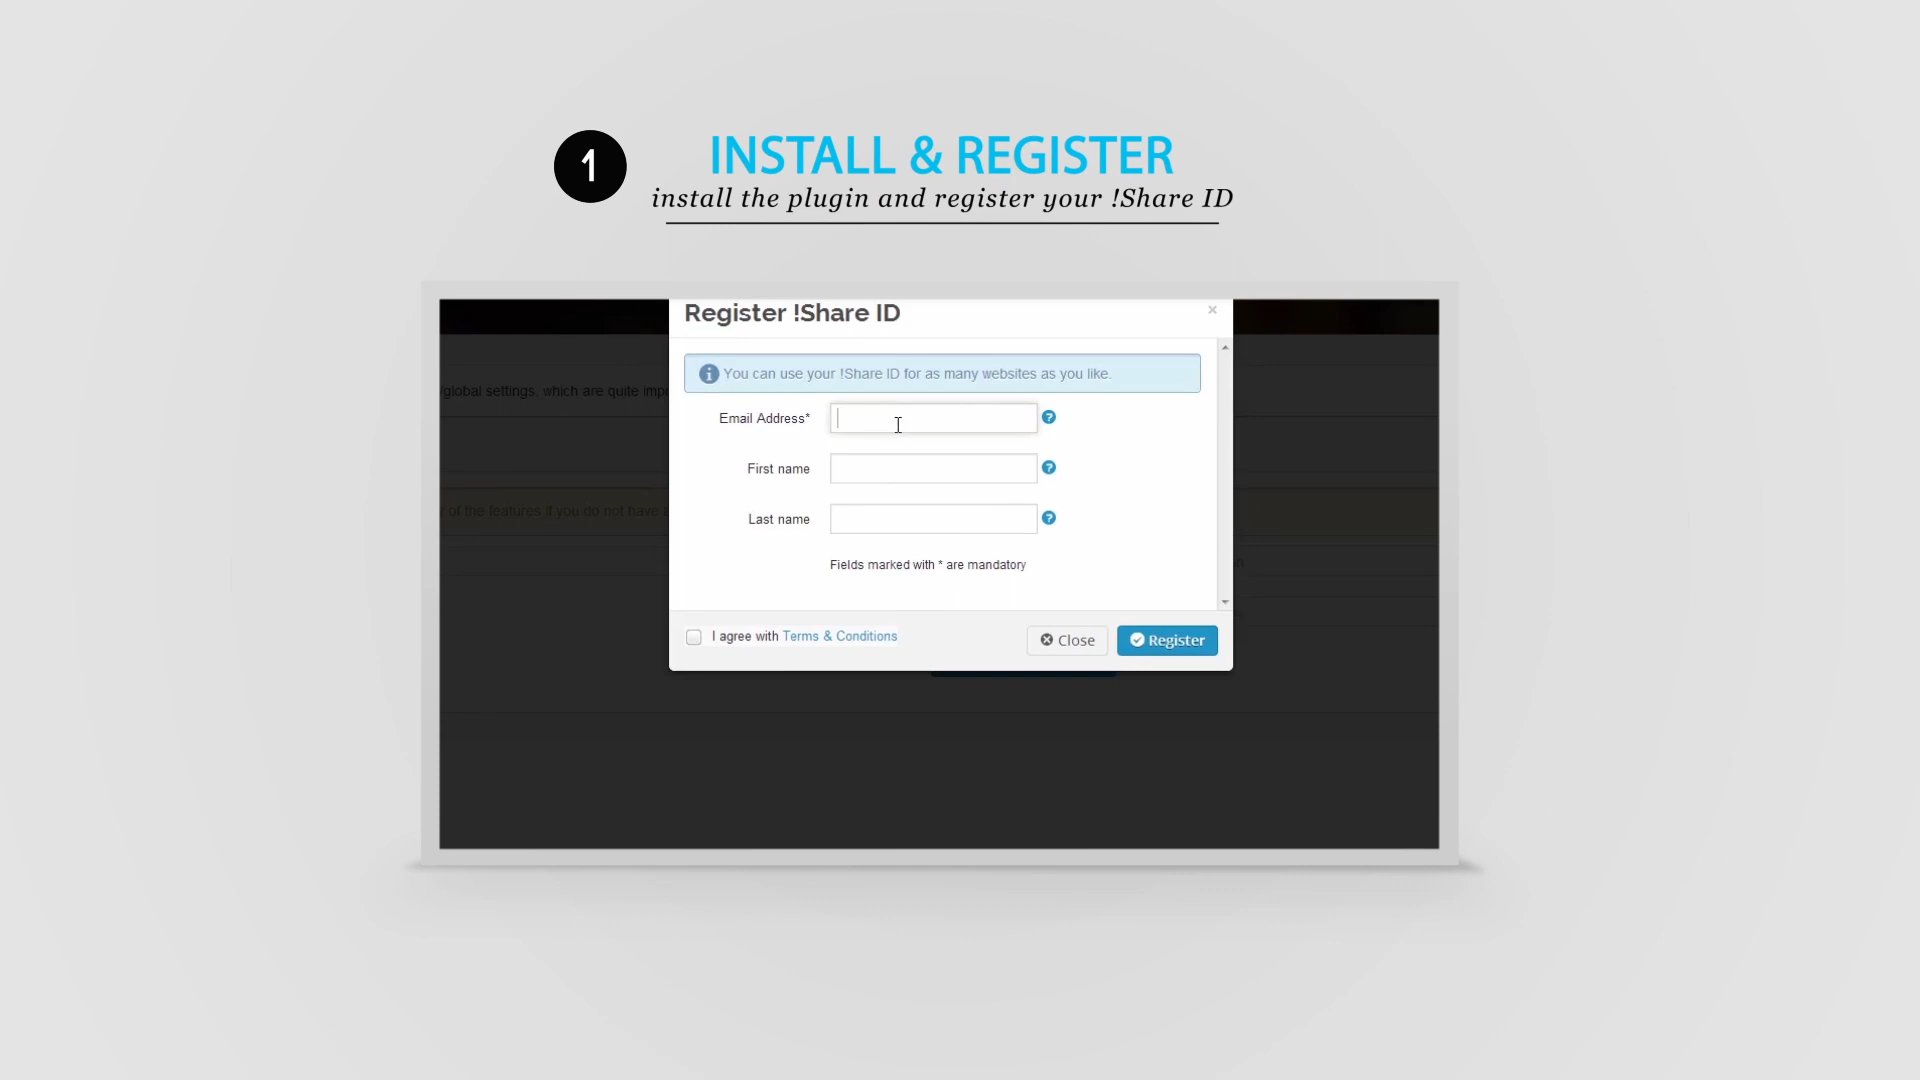 1
INSTALL & REGISTER
install the plugin and register your !Share ID
Register !Share ID
×
You can use your !Share ID for as many websites as you like.
global settings, which are quite impo
Email Address*
?
First name
?
of the features if you do not have a
Last name
?
Fields marked with * are mandatory
I agree with Terms & Conditions
Close
Register